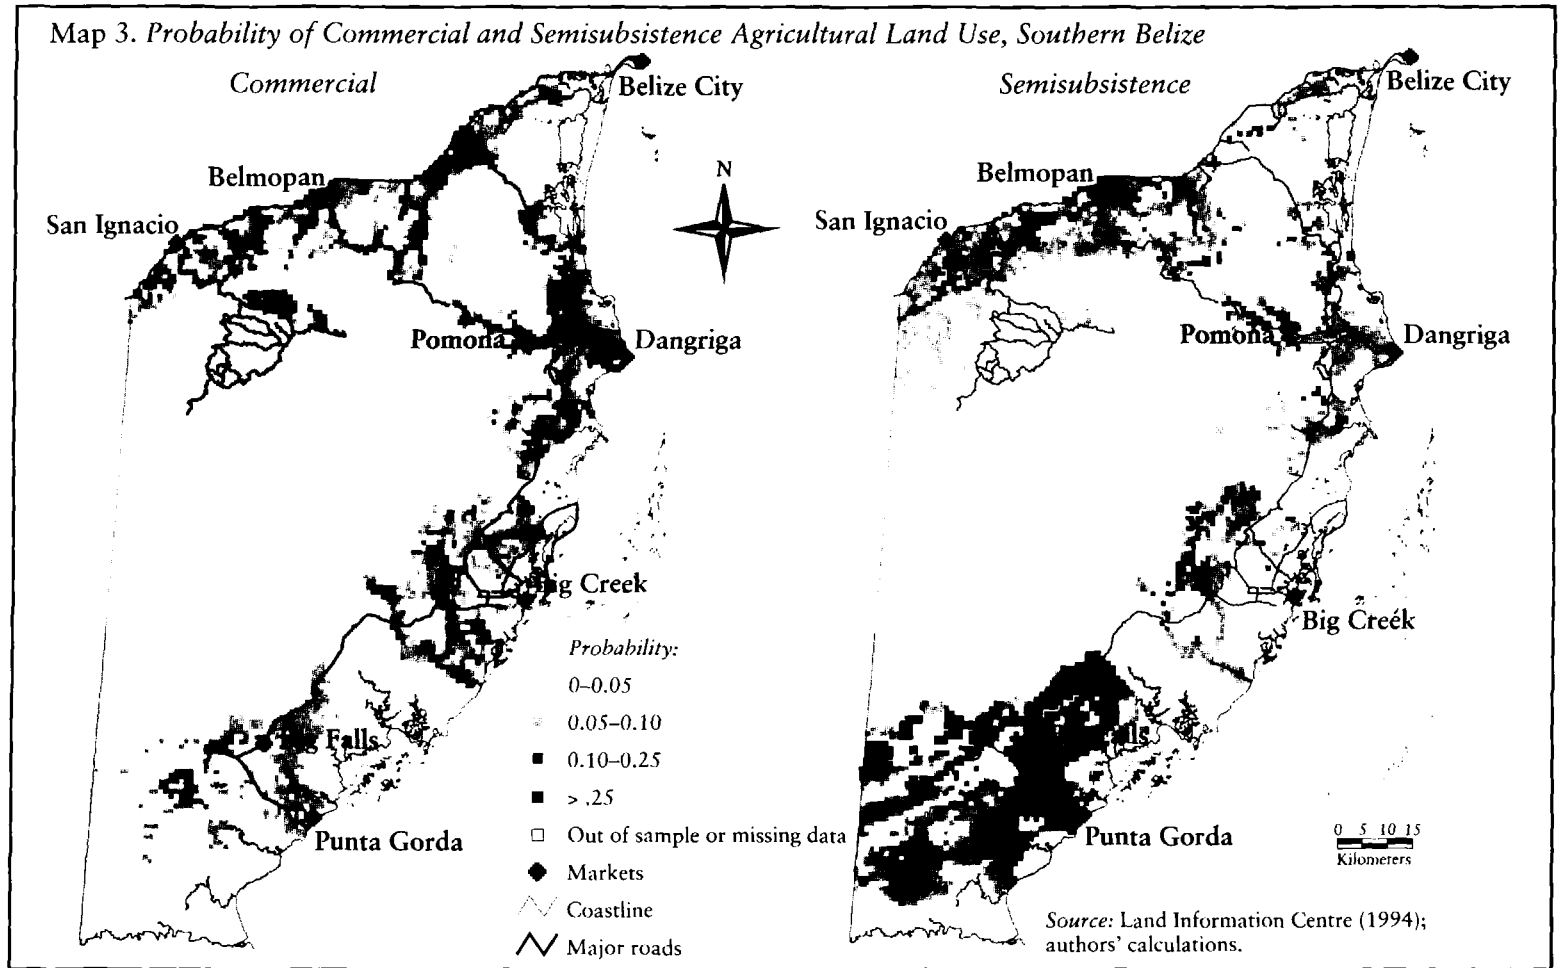 Map 3. Probability of Commercial and Semisubsistence Agricultural Land Use, Southern Belize
Commercial
Belize City
Belmopan
San Ignacio
N
Pomona
Dangriga
Big Creek
Falls
Punta Gorda
Semisubsistence
Belize City
Belmopan
San Ignacio
Pomona
Dangriga
Big Creek
Punta Gorda
Probability:
0–0.05
0.05–0.10
0.10–0.25
> .25
Out of sample or missing data
Markets
Coastline
Major roads
0 5 10 15
Kilometers
Source: Land Information Centre (1994);
authors' calculations.